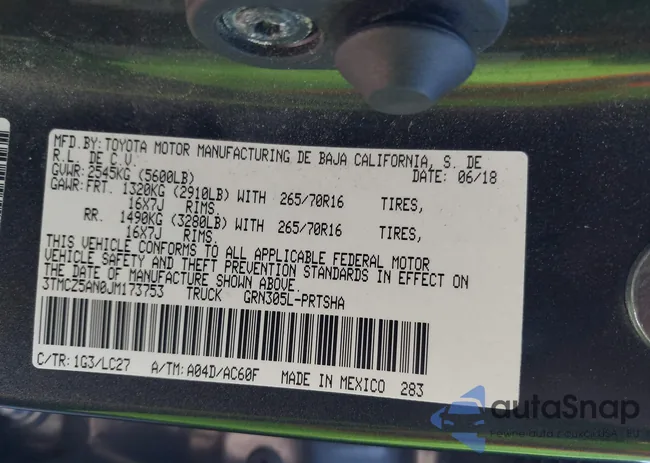 MFD.BY: TOYOTA MOTOR MANUFACTURING DE BAJA CALIFORNIA, S. DE
R.L. DE C.V. DATE: 06/18
GVWR: 2545KG (5600LB)
GAWR: FRT. 1320KG (2910LB) WITH 265/70R16 TIRES,
16X7J RIMS.
RR. 1490KG (3280LB) WITH 265/70R16 TIRES,
16X7J RIMS.
THIS VEHICLE CONFORMS TO ALL APPLICABLE FEDERAL MOTOR
VEHICLE SAFETY AND THEFT PREVENTION STANDARDS IN EFFECT ON
THE DATE OF MANUFACTURE SHOWN ABOVE.
3TMCZ5AN0JM173753 TRUCK GRN305L-PRTSHA
C/TR: 1G3/LC27 A/TM: A04D/AC60F MADE IN MEXICO 283
autoSnap